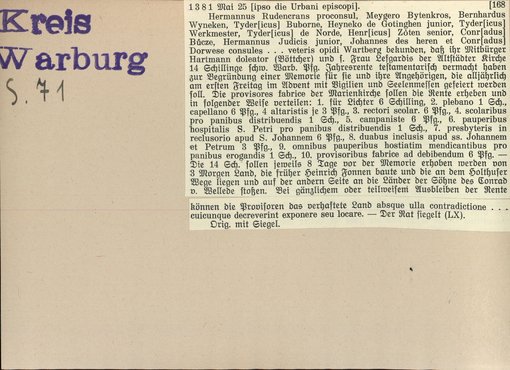 Kreis
Warburg
S. 71
1381 Mai 25 [ipso die Urbani episcopi]. [168
Hermannus Rudencrans proconsul, Meygero Bytenkros, Bernhardus
Wyneken, Tyder[icus] Buborne, Heyneko de Gotinghen junior, Tyder[icus]
Werkmester, Tyder[icus] de Norde, Henr[icus] Zoten senior, Conr[adus]
Bücze, Hermannus Judicis junior, Johannes des heren et Conr[adus]
Dorwese consules . . . veteris opidi Wartberg bekunden, daß ihr Mitbürger
Hartmann doleator (Böttcher) und s. Frau Lefgardis der Altstädter Kirche
14 Schillinge schw. Warb. Pfg. Jahresrente testamentarisch vermacht haben
zur Begründung einer Memorie für sie und ihre Angehörigen, die alljährlich
am ersten Freitag im Advent mit Vigilien und Seelenmessen gefeiert werden
soll. Die provisores fabrice der Marienkirche sollen die Rente erheben und
in folgender Weise verteilen: 1. für Lichter 6 Schilling, 2. plebano 1 Sch.,
capellano 6 Pfg., 4 altaristis je 3 Pfg., 3. rectori scolar. 6 Pfg., 4. scolaribus
pro panibus distribuendis 1 Sch., 5. campaniste 6 Pfg., 6. pauperibus
hospitalis S. Petri pro panibus distribuendis 1 Sch., 7. presbyteris in
reclusorio apud S. Johannem 6 Pfg., 8. duabus inclusis apud ss. Johannem
et Petrum 3 Pfg., 9. omnibus pauperibus hostiatim mendicantibus pro
panibus erogandis 1 Sch., 10. provisoribus fabrice ad debibendum 6 Pfg. —
Die 14 Sch. sollen jeweils 8 Tage vor der Memorie erhoben werden von
3 Morgen Land, die früher Heinrich Fonnen baute und die an dem Holthuser
Wege liegen und auf der andern Seite an die Länder der Söhne des Conrad
v. Wellede stoßen. Bei gänzlichem oder teilweisem Ausbleiben der Rente
können die Provisoren das verhaftete Land absque ulla contradictione . . .
cuicunque decreverint exponere seu locare. — Der Rat siegelt (LX).
Orig. mit Siegel.